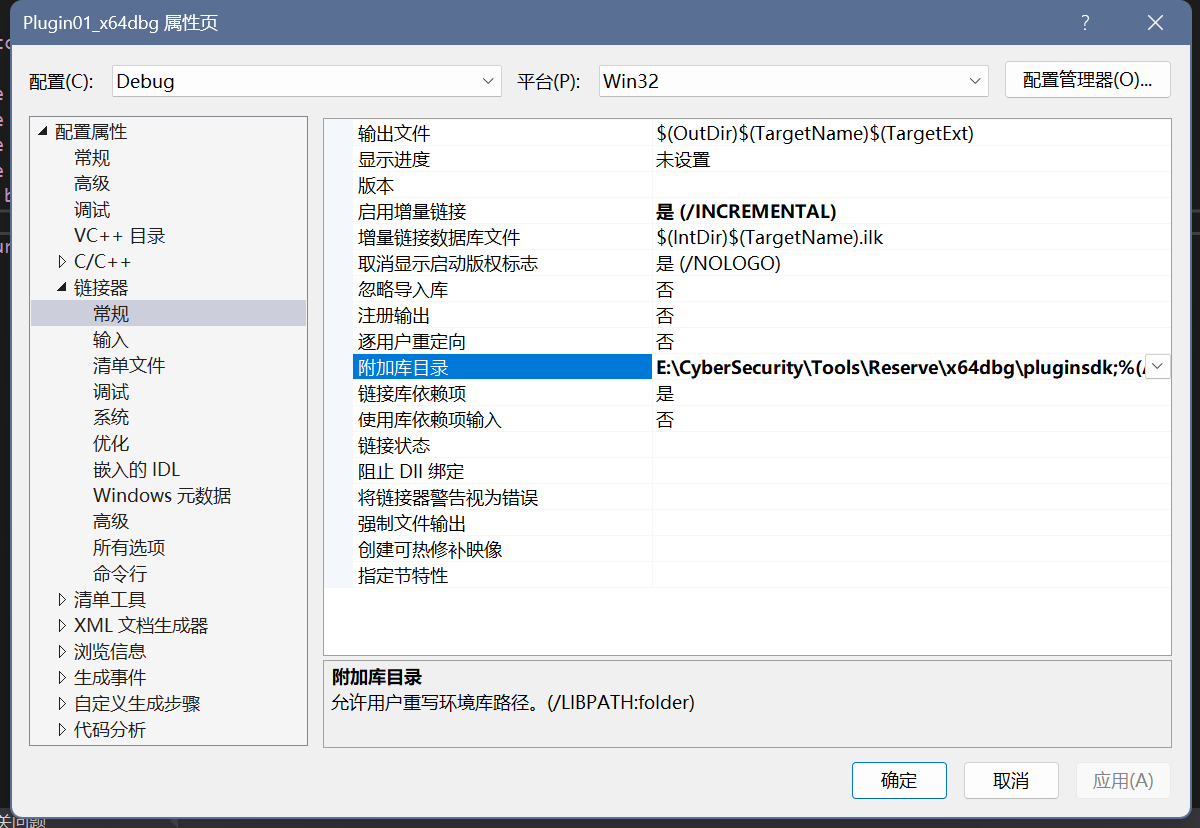 Plugin01_x64dbg 属性页
?
配置(C):
Debug
平台(P):
Win32
配置管理器(O)...
配置属性
常规
高级
调试
VC++ 目录
C/C++
链接器
常规
输入
清单文件
调试
系统
优化
嵌入的 IDL
Windows 元数据
高级
所有选项
命令行
清单工具
XML 文档生成器
浏览信息
生成事件
自定义生成步骤
代码分析
输出文件 $(OutDir)$(TargetName)$(TargetExt)
显示进度 未设置
版本
启用增量链接 是 (/INCREMENTAL)
增量链接数据库文件 $(IntDir)$(TargetName).ilk
取消显示启动版权标志 是 (/NOLOGO)
忽略导入库 否
注册输出 否
逐用户重定向 否
附加库目录 E:\CyberSecurity\Tools\Reserve\x64dbg\pluginsdk;%(
链接库依赖项 是
使用库依赖项输入 否
链接状态
阻止 Dll 绑定
将链接器警告视为错误
强制文件输出
创建可热修补映像
指定节特性
附加库目录
允许用户重写环境库路径。(/LIBPATH:folder)
确定
取消
应用(A)